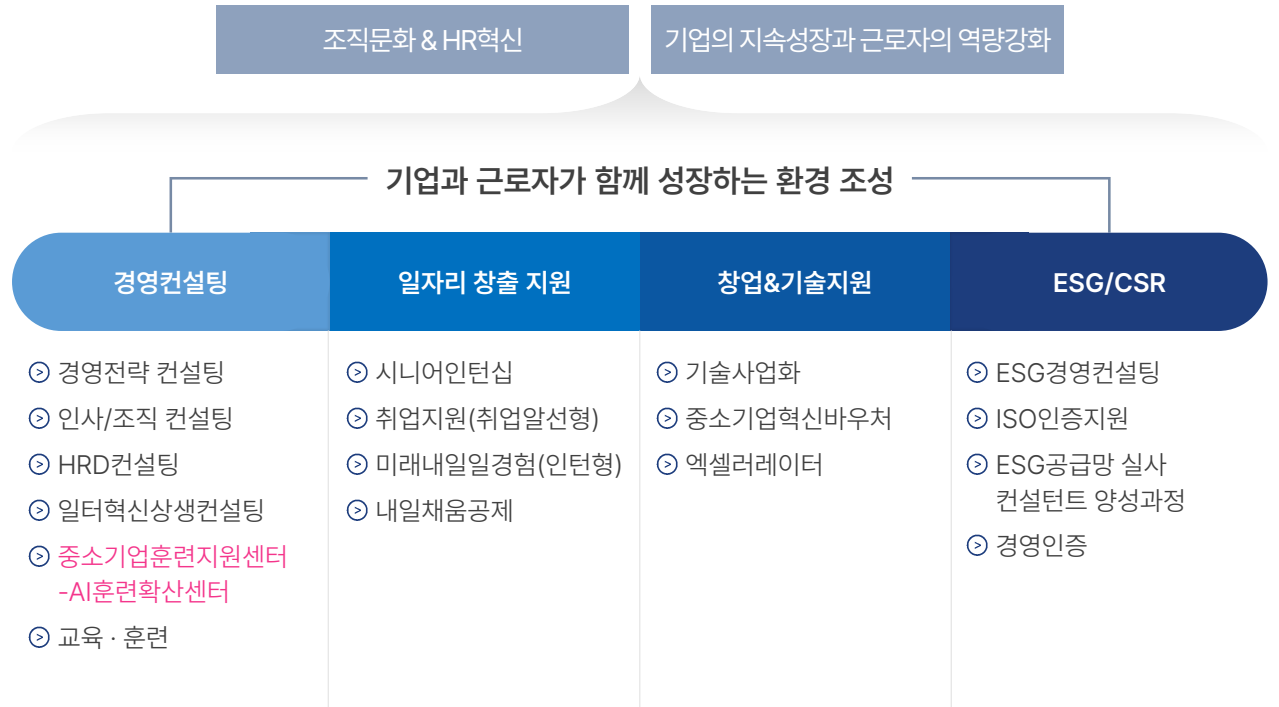 조직문화 & HR혁신
기업의 지속성장과 근로자의 역량강화
기업과 근로자가 함께 성장하는 환경 조성
경영컨설팅
일자리 창출 지원
창업&기술지원
ESG/CSR
경영전략 컨설팅
인사/조직 컨설팅
HRD컨설팅
일터혁신상생컨설팅
중소기업훈련지원센터
-AI훈련확산센터
교육 · 훈련
시니어인턴십
취업지원(취업알선형)
미래내일일경험(인턴형)
내일채움공제
기술사업화
중소기업혁신바우처
엑셀러레이터
ESG경영컨설팅
ISO인증지원
ESG공급망 실사
컨설턴트 양성과정
경영인증